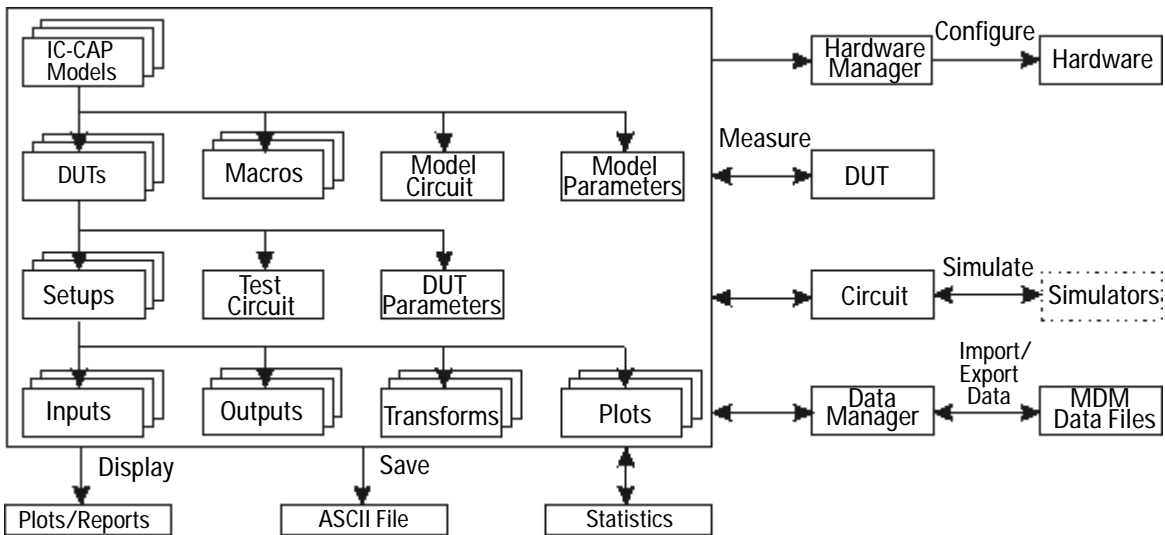 IC-CAP
Models
Hardware
Manager
Configure
Hardware
DUTs
Macros
Model
Circuit
Model
Parameters
Measure
DUT
Setups
Test
Circuit
DUT
Parameters
Circuit
Simulate
Simulators
Inputs
Outputs
Transforms
Plots
Data
Manager
Import/
Export
Data
MDM
Data Files
Display
Save
Plots/Reports
ASCII File
Statistics